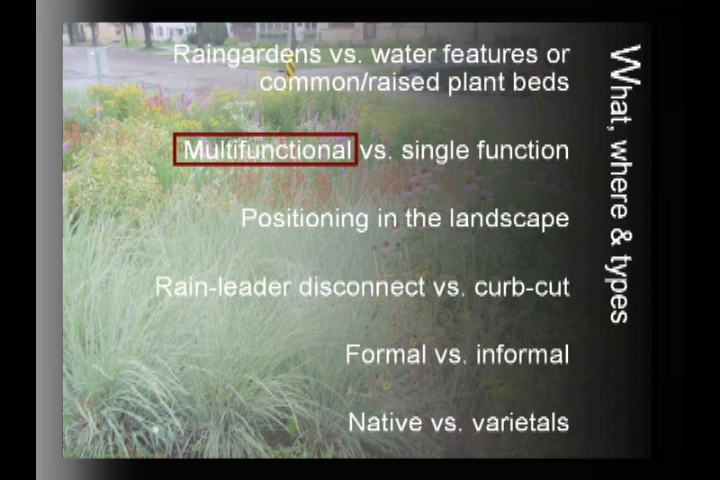 Raingardens vs. water features or
common/raised plant beds
Multifunctional vs. single function
Positioning in the landscape
Rain-leader disconnect vs. curb-cut
Formal vs. informal
Native vs. varietals
What, where & types